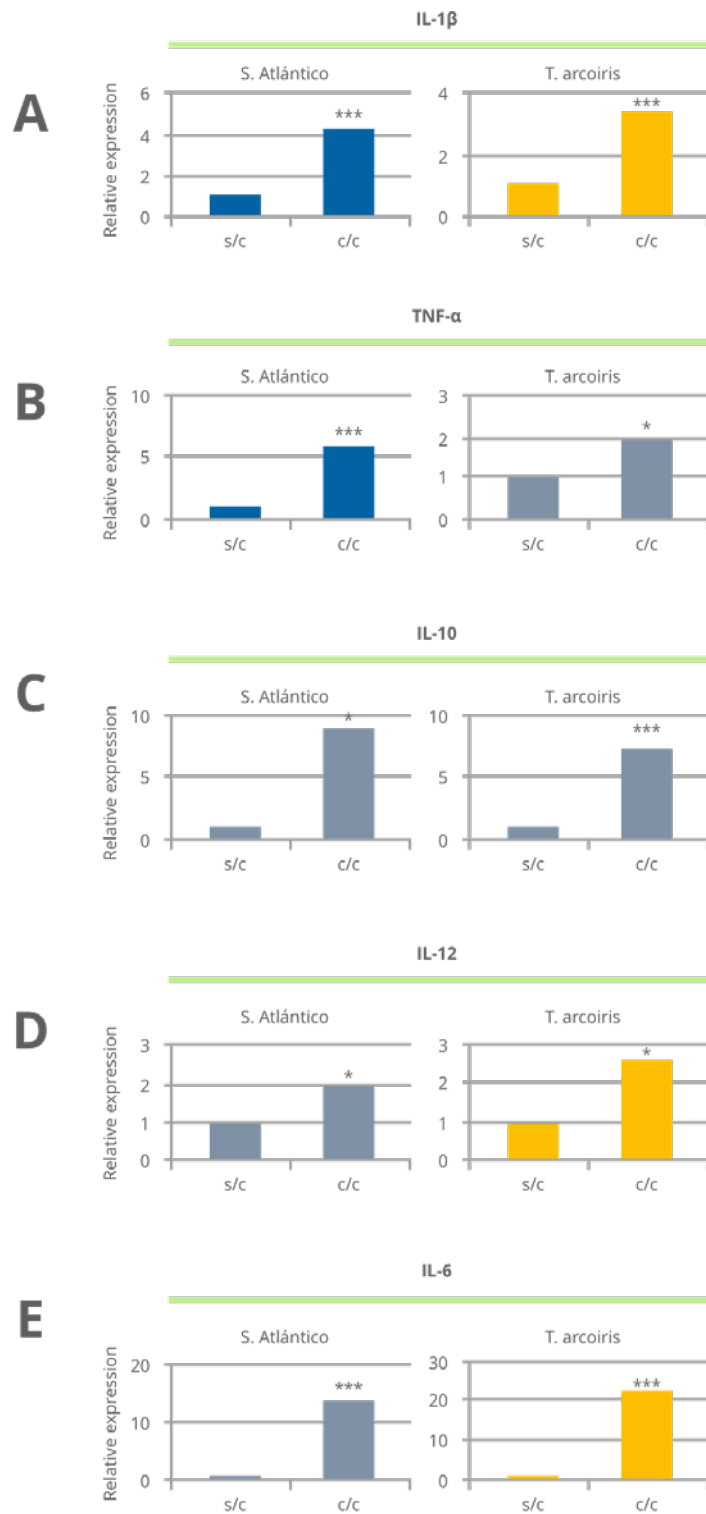 IL-1β
A
S. Atlántico
T. arcoiris
Relative expression
6
4
2
0
***
s/c
c/c
4
2
0
***
s/c
c/c
TNF-α
B
S. Atlántico
T. arcoiris
Relative expression
10
5
0
***
s/c
c/c
3
2
1
0
*
s/c
c/c
IL-10
C
S. Atlántico
T. arcoiris
Relative expression
10
5
0
*
s/c
c/c
10
5
0
***
s/c
c/c
IL-12
D
S. Atlántico
T. arcoiris
Relative expression
3
2
1
0
*
s/c
c/c
3
2
1
0
*
s/c
c/c
IL-6
E
S. Atlántico
T. arcoiris
Relative expression
20
10
0
***
s/c
c/c
30
20
10
0
***
s/c
c/c